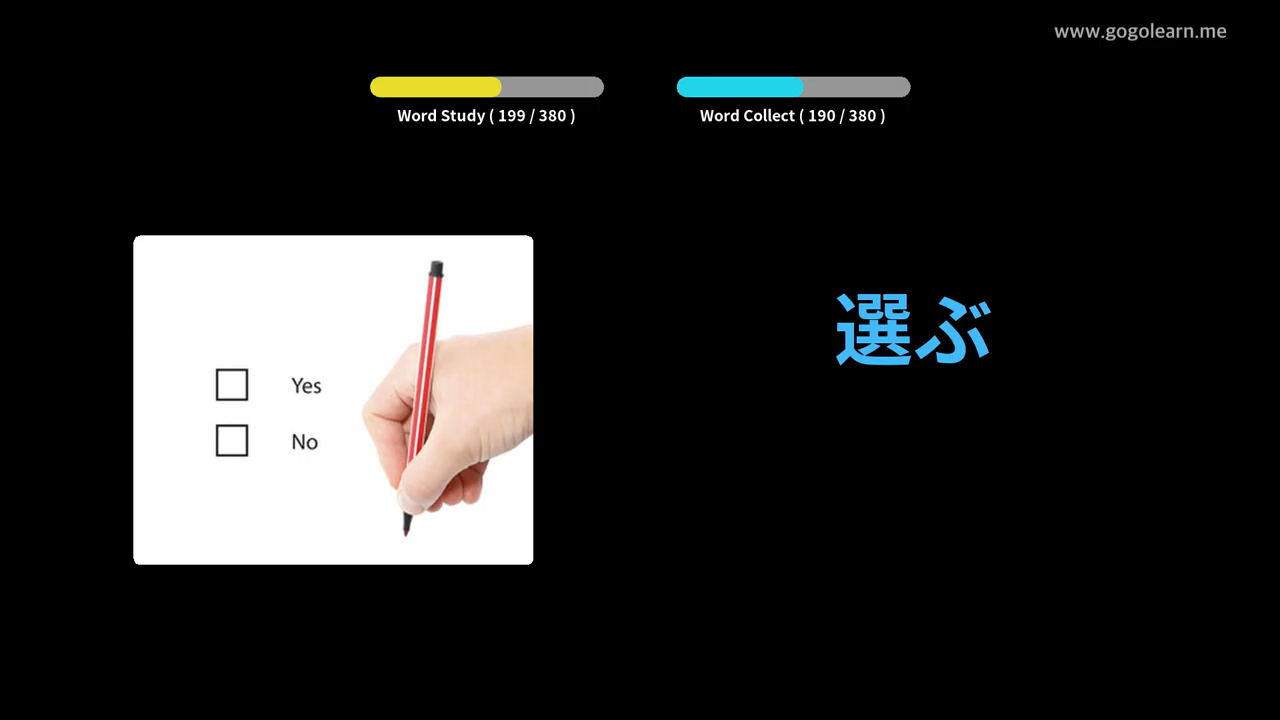 www.gogolearn.me
Word Study ( 199 / 380 )
Word Collect ( 190 / 380 )
選ぶ
Yes
No